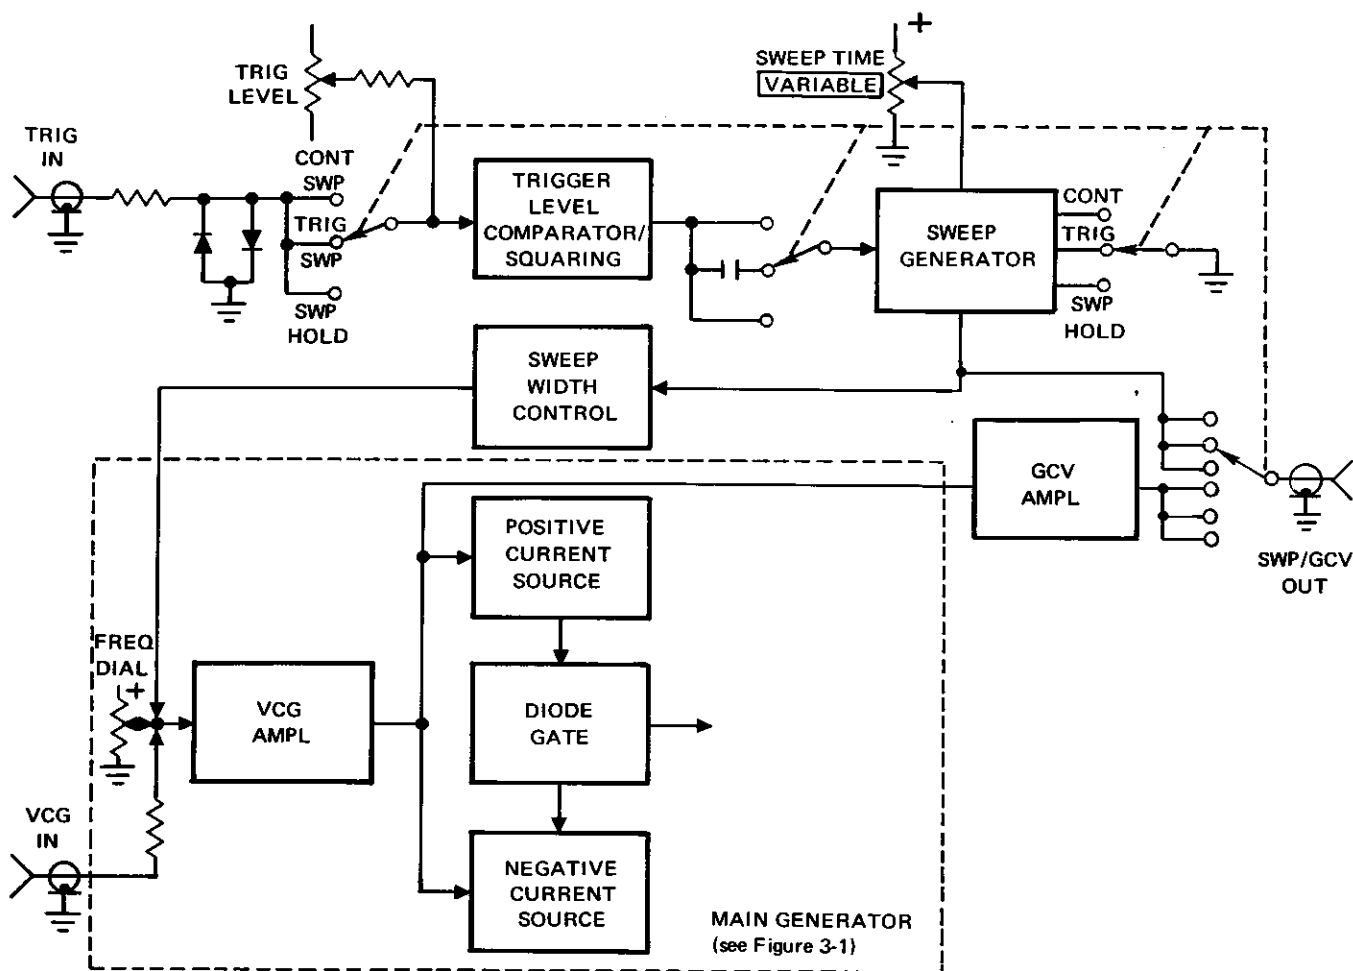 +
SWEEP TIME
VARIABLE
TRIG
LEVEL
TRIG
IN
CONT
SWP
TRIG
SWP
SWP
HOLD
TRIGGER
LEVEL
COMPARATOR/
SQUARING
SWEEP
GENERATOR
CONT
TRIG
SWP
HOLD
SWEEP
WIDTH
CONTROL
GCV
AMPL
SWP/GCV
OUT
POSITIVE
CURRENT
SOURCE
FREQ
DIAL
+
VCG
AMPL
DIODE
GATE
VCG
IN
NEGATIVE
CURRENT
SOURCE
MAIN GENERATOR
(see Figure 3-1)